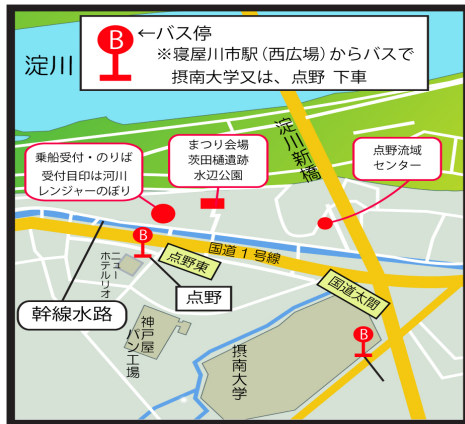 B
←バス停
※寝屋川市駅(西広場)からバスで
摂南大学又は、点野 下車
淀川
淀川新橋
乗船受付・のりば
受付目印は河川
レンジャーのぼり
まつり会場
茨田樋遺跡
水辺公園
点野流域
センター
国道1号線
B
点野東
ニュー
ホテルリオ
点野
幹線水路
国道太間
神戸屋
パン工場
摂南大学
B